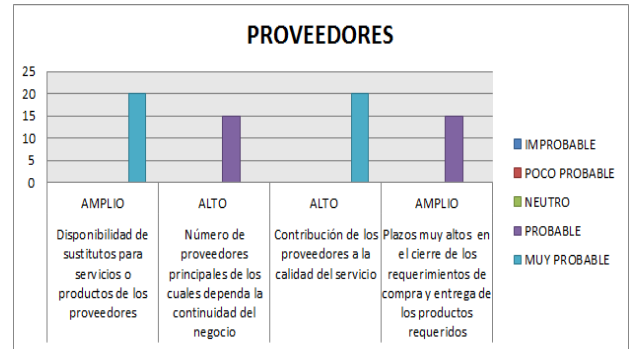 PROVEEDORES
25
20
15
10
5
0
AMPLIO
ALTO
ALTO
AMPLIO
Disponibilidad de
sustitutos para
servicios o
productos de los
proveedores
Número de
proveedores
principales de los
cuales dependa la
continuidad del
negocio
Contribución de los
proveedores a la
calidad del servicio
Plazos muy altos en
el cierre de los
requerimientos de
compra y entrega de
los productos
requeridos
IMPROBABLE
POCO PROBABLE
NEUTRO
PROBABLE
MUY PROBABLE